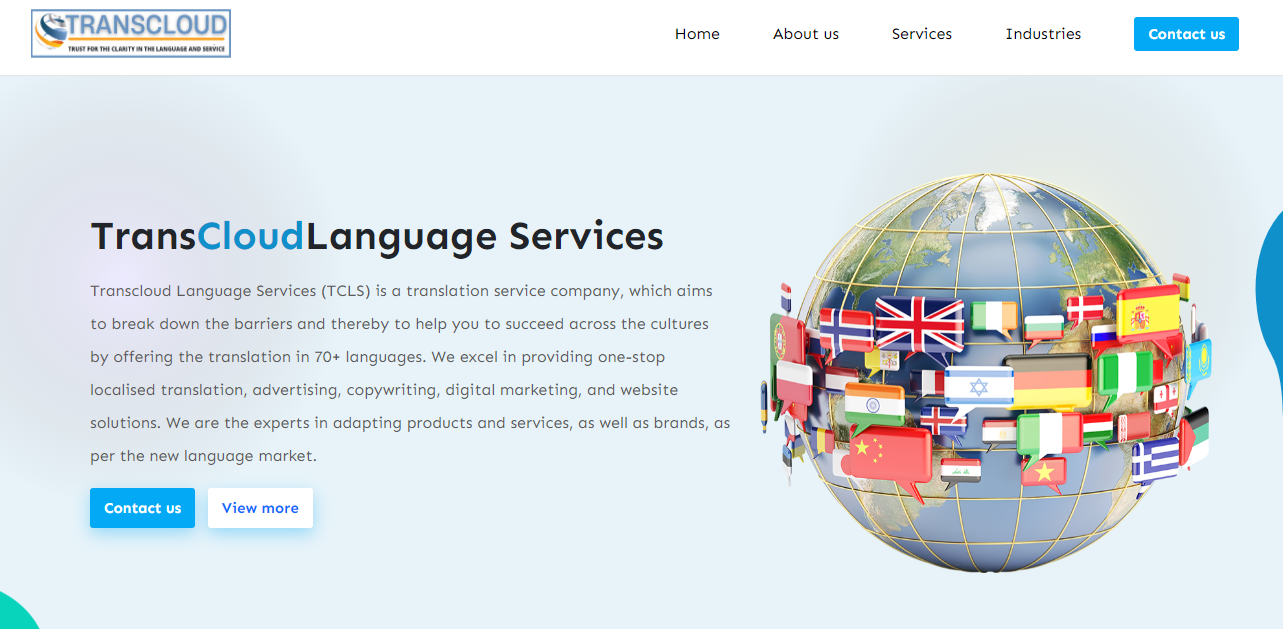 TRANSCLOUD
TRUST FOR THE CLARITY IN THE LANGUAGE AND SERVICE
Home
About us
Services
Industries
Contact us
TransCloudLanguage Services
Transcloud Language Services (TCLS) is a translation service company, which aims
to break down the barriers and thereby to help you to succeed across the cultures
by offering the translation in 70+ languages. We excel in providing one-stop
localised translation, advertising, copywriting, digital marketing, and website
solutions. We are the experts in adapting products and services, as well as brands, as
per the new language market.
Contact us
View more